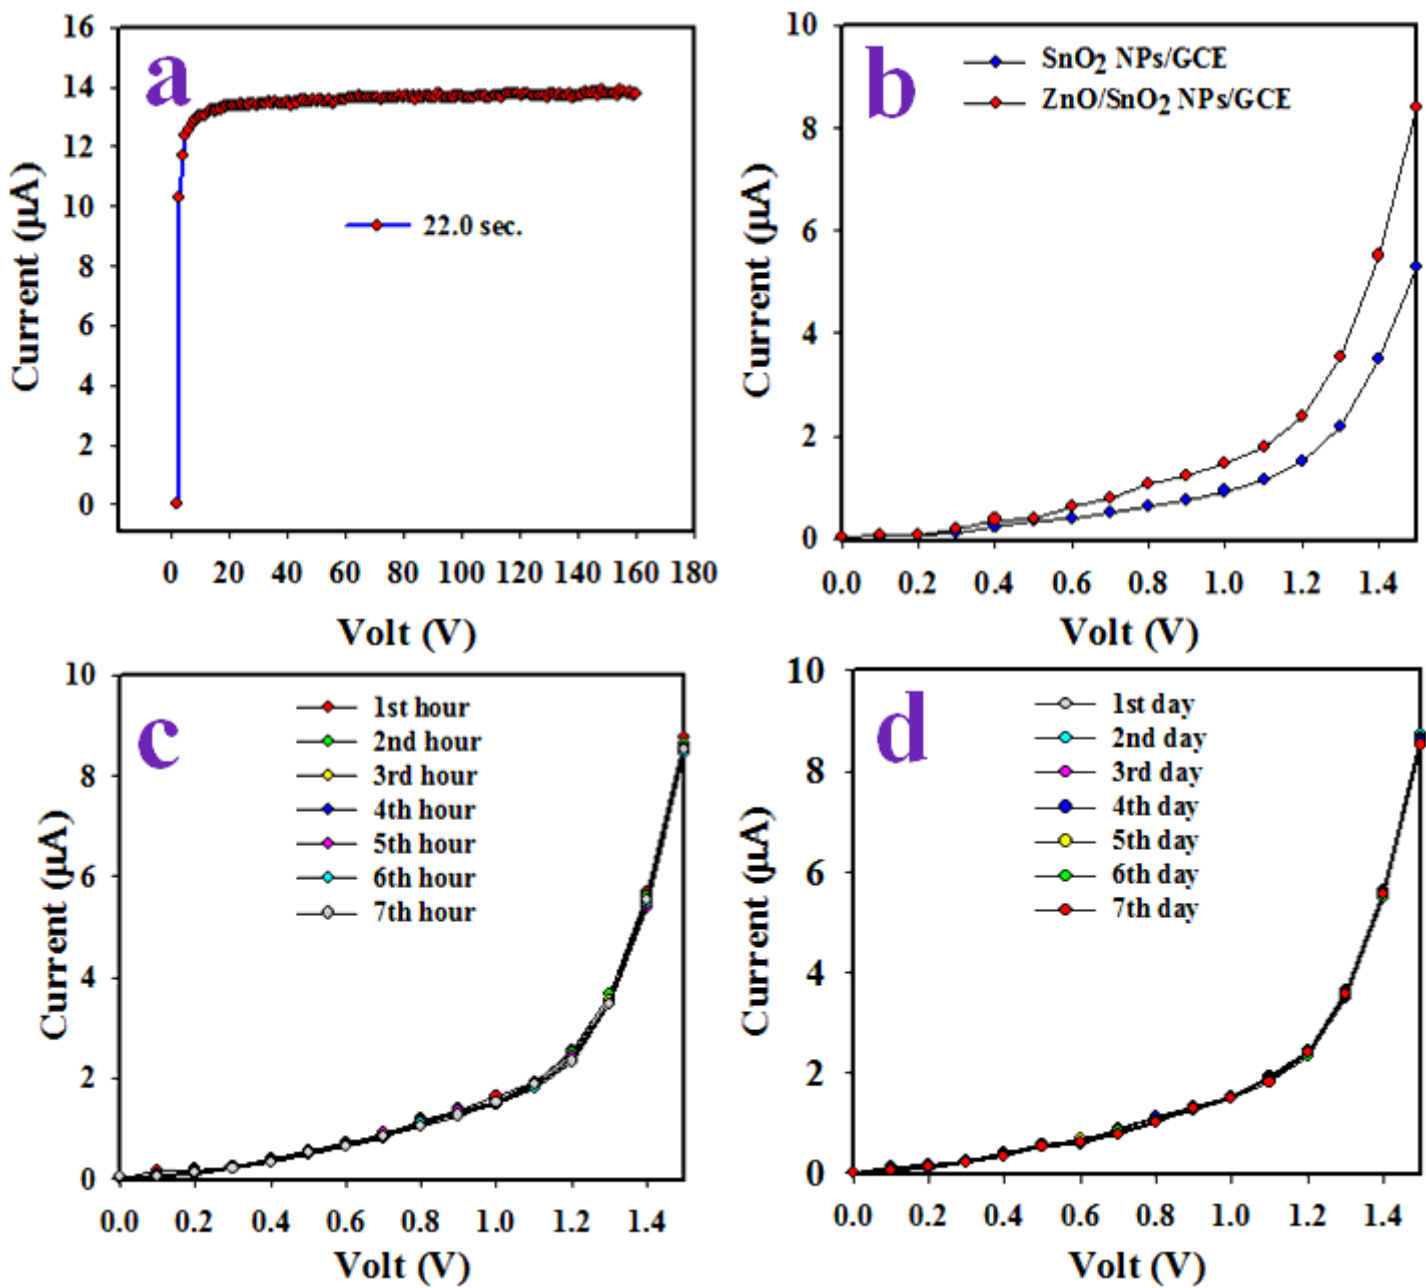 a
16
14
12
10
8
6
4
2
0
Current (µA)
22.0 sec.
0 20 40 60 80 100 120 140 160 180
Volt (V)
b
10
8
6
4
2
0
Current (µA)
SnO2 NPs/GCE
ZnO/SnO2 NPs/GCE
0.0 0.2 0.4 0.6 0.8 1.0 1.2 1.4
Volt (V)
c
10
8
6
4
2
0
Current (µA)
1st hour
2nd hour
3rd hour
4th hour
5th hour
6th hour
7th hour
0.0 0.2 0.4 0.6 0.8 1.0 1.2 1.4
Volt (V)
d
10
8
6
4
2
0
Current (µA)
1st day
2nd day
3rd day
4th day
5th day
6th day
7th day
0.0 0.2 0.4 0.6 0.8 1.0 1.2 1.4
Volt (V)